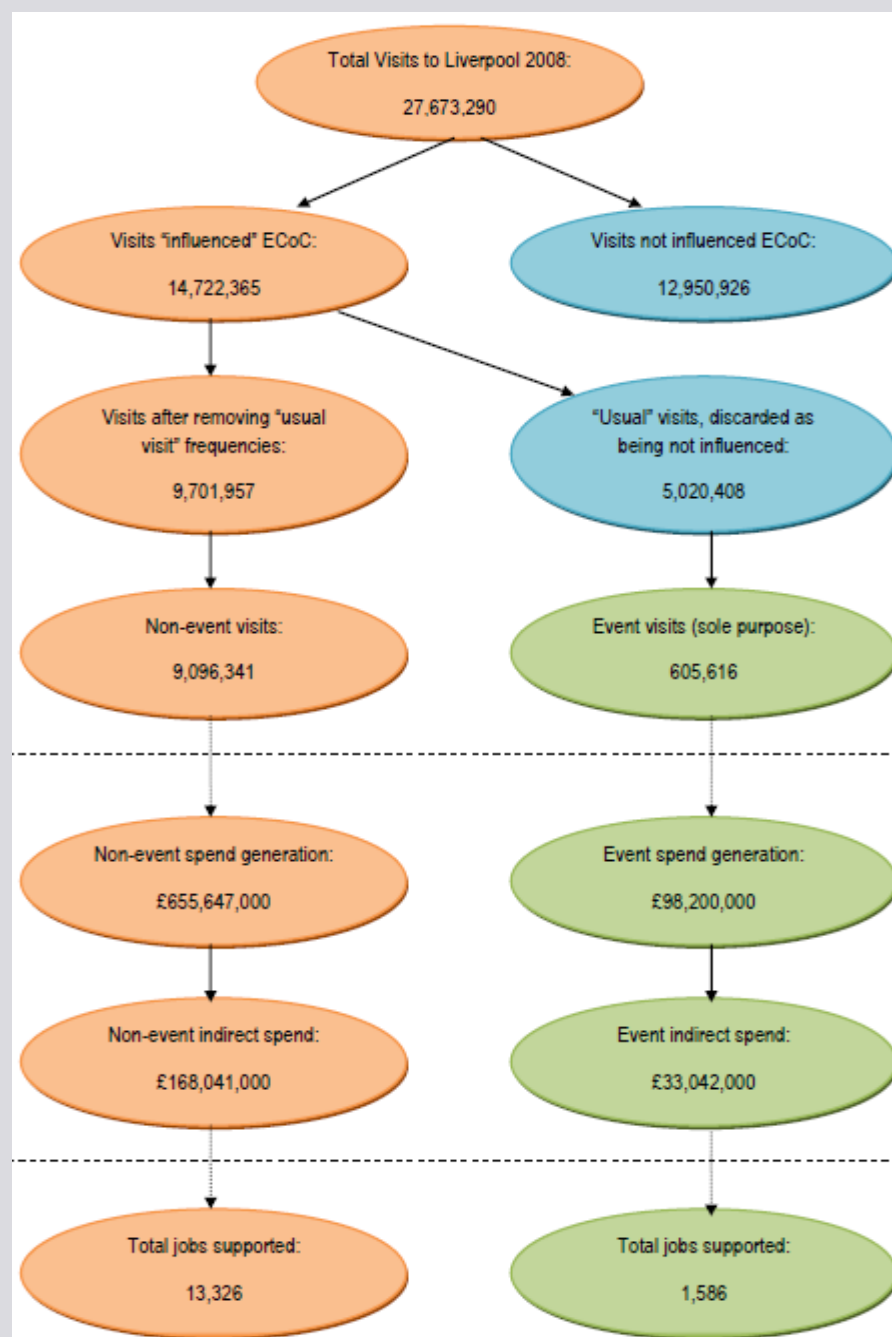 Total Visits to Liverpool 2008:
27,673,290
Visits “influenced” ECoC:
14,722,365
Visits not influenced ECoC:
12,950,926
Visits after removing “usual
visit” frequencies:
9,701,957
“Usual” visits, discarded as
being not influenced:
5,020,408
Non-event visits:
9,096,341
Event visits (sole purpose):
605,616
Non-event spend generation:
£655,647,000
Event spend generation:
£98,200,000
Non-event indirect spend:
£168,041,000
Event indirect spend:
£33,042,000
Total jobs supported:
13,326
Total jobs supported:
1,586